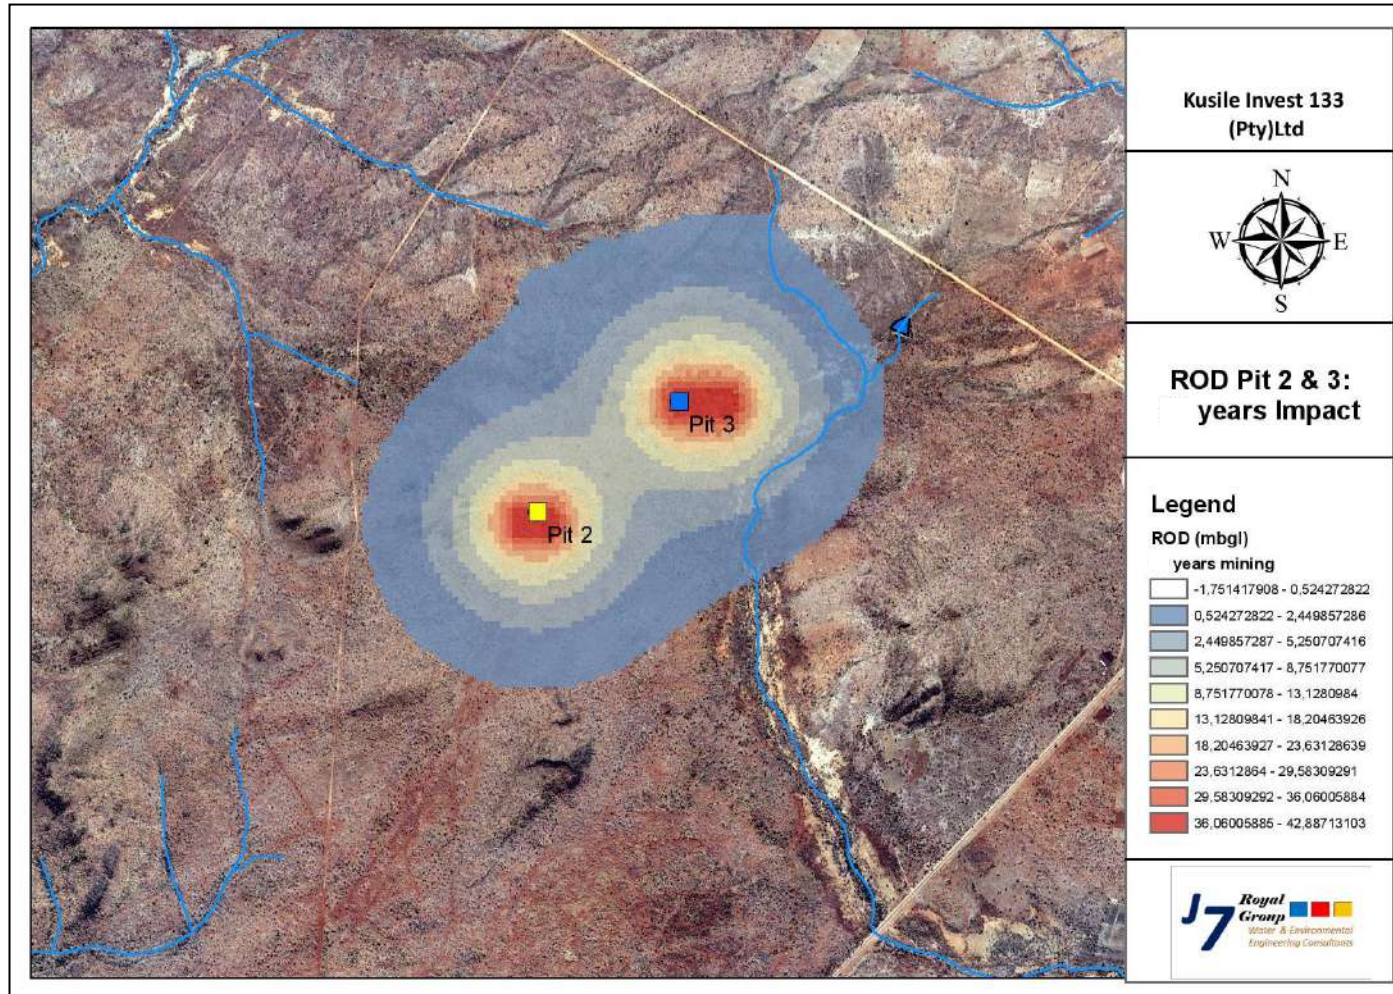 Kusile Invest 133
(Pty)Ltd
N
W
E
S
ROD Pit 2 & 3:
years Impact
Pit 3
Pit 2
Legend
ROD (mbgl)
years mining
-1,751417908 - 0,524272822
0,524272822 - 2,449857286
2,449857287 - 5,250707416
5,250707417 - 8,751770077
8,751770078 - 13,1280984
13,12809841 - 18,20463926
18,20463927 - 23,63128639
23,6312864 - 29,58309291
29,58309292 - 36,06005884
36,06005885 - 42,88713103
J7 Royal
Group
Water & Environmental
Engineering Consultants